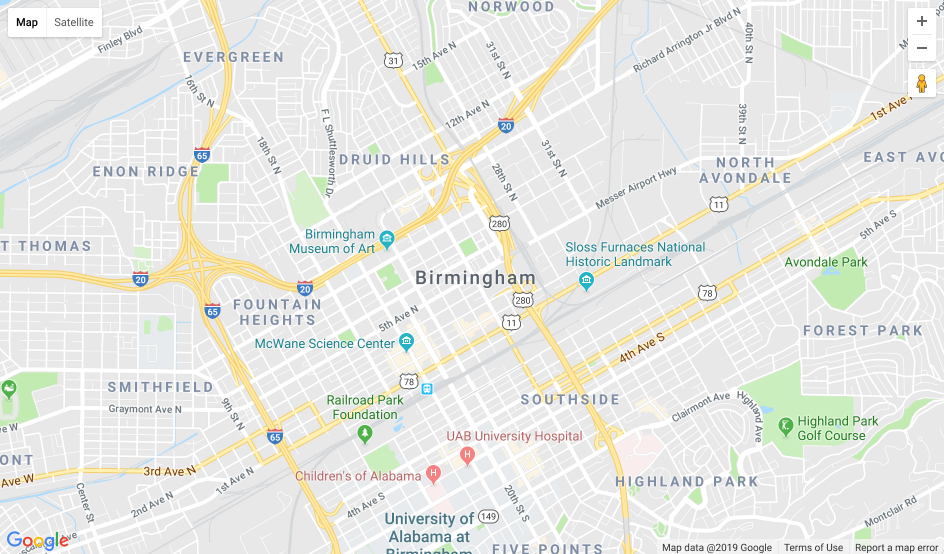 Map
Satellite
NORWOOD
Finley Blvd
EVERGREEN
31
15th Ave N
31st St N
Richard Arrington Jr Blvd N
40th St N
16th St N
F L Shuttlesworth Dr
12th Ave N
20
39th St N
1st Ave
65
18th St N
DRUID HILLS
31st St N
28th St N
ENON RIDGE
NORTH
AVONDALE
EAST AVO
Messer Airport Hwy
11
5th Ave S
280
Birmingham
Museum of Art
T THOMAS
Sloss Furnaces National
Historic Landmark
Avondale Park
Birmingham
20
20
280
78
65
FOUNTAIN
HEIGHTS
5th Ave N
11
FOREST PARK
McWane Science Center
4th Ave S
78
SMITHFIELD
SOUTHSIDE
Railroad Park
Foundation
Graymont Ave N
9th St N
Clairmont Ave
Highland Ave
Highland Park
Golf Course
ve W
65
UAB University Hospital
ONT
3rd Ave N
Children's of Alabama
HIGHLAND PARK
Ave W
1st Ave N
2nd Ave N
Center St
4th Ave S
20th St S
Montclair Rd
University of
Alabama at
Birmingham
149
FIVE POINTS
Google
Map data @2019 Google
Terms of Use
Report a map error